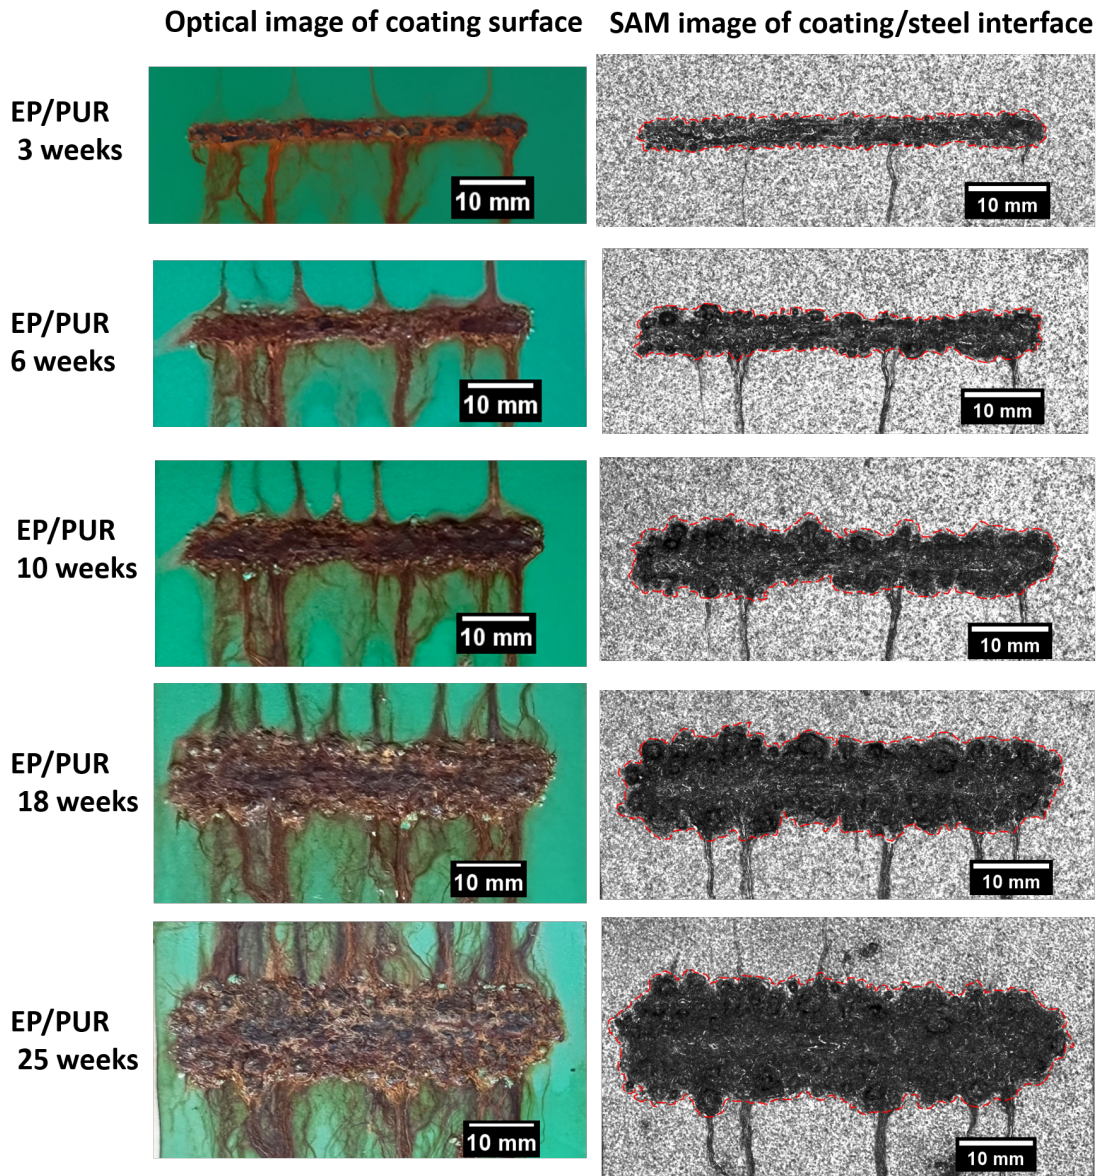 Optical image of coating surface
SAM image of coating/steel interface
EP/PUR
3 weeks
10 mm
10 mm
EP/PUR
6 weeks
10 mm
10 mm
EP/PUR
10 weeks
10 mm
10 mm
EP/PUR
18 weeks
10 mm
10 mm
EP/PUR
25 weeks
10 mm
10 mm